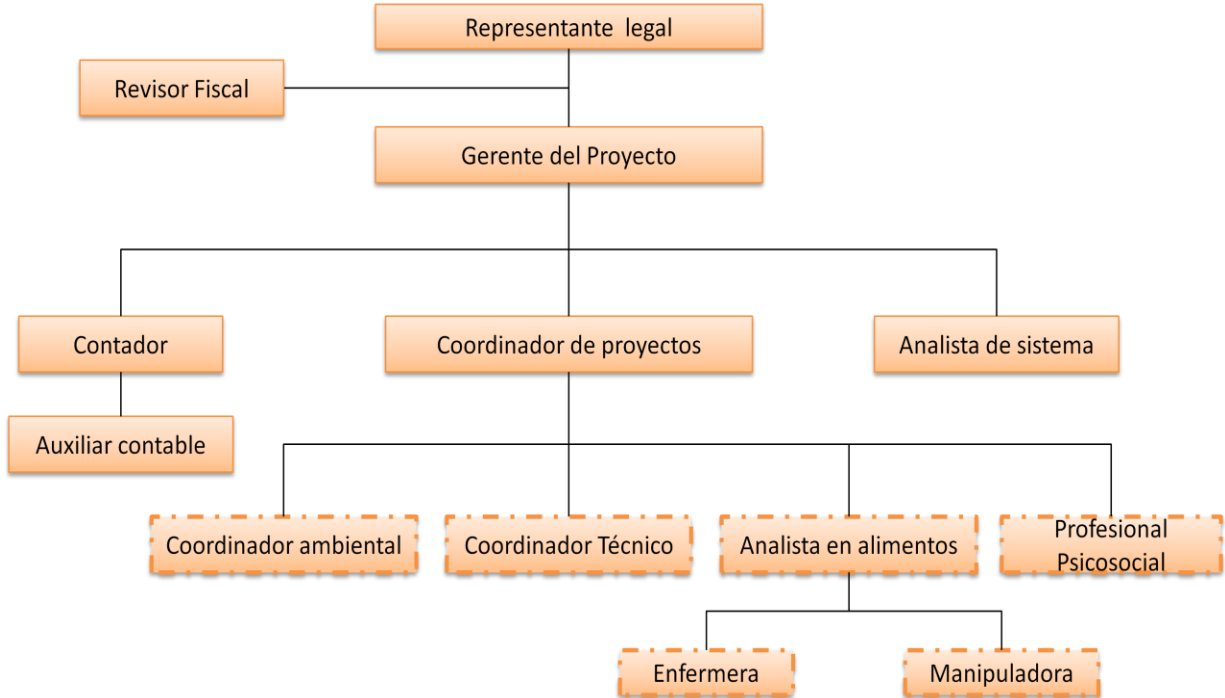 Representante legal
Revisor Fiscal
Gerente del Proyecto
Contador
Coordinador de proyectos
Analista de sistema
Auxiliar contable
Coordinador ambiental
Coordinador Técnico
Analista en alimentos
Profesional
Psicosocial
Enfermera
Manipuladora